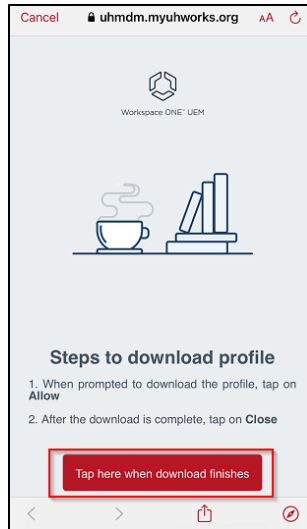 Cancel uhmdm.myuhworks.org AA
Workspace ONE™ UEM
Steps to download profile
1. When prompted to download the profile, tap on
Allow
2. After the download is complete, tap on Close
Tap here when download finishes